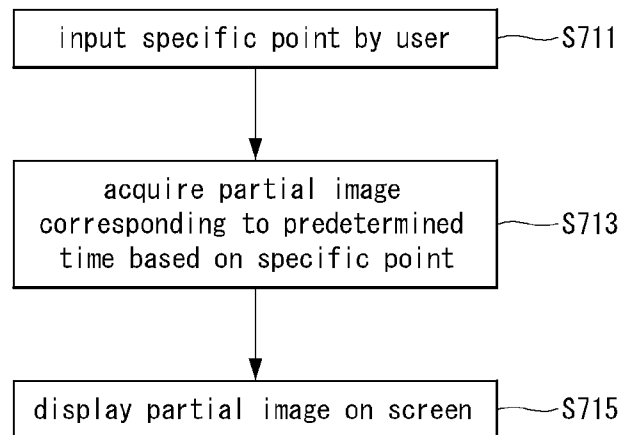 input specific point by user
S711
acquire partial image
corresponding to predetermined
time based on specific point
S713
display partial image on screen
S715